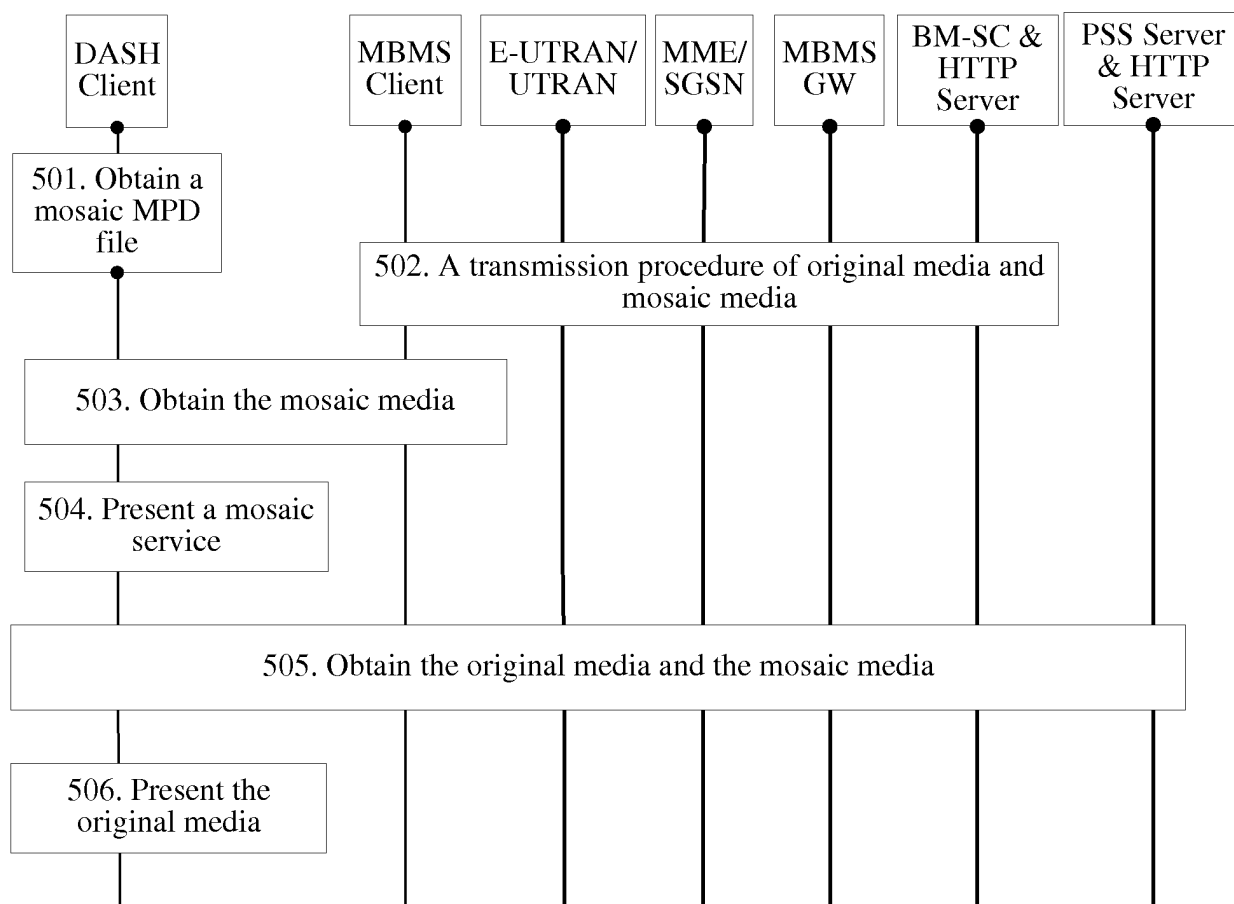 DASH
Client
MBMS
Client
E-UTRAN/
UTRAN
MME/
SGSN
MBMS
GW
BM-SC &
HTTP
Server
PSS Server
& HTTP
Server
501. Obtain a
mosaic MPD
file
502. A transmission procedure of original media and
mosaic media
503. Obtain the mosaic media
504. Present a mosaic
service
505. Obtain the original media and the mosaic media
506. Present the
original media